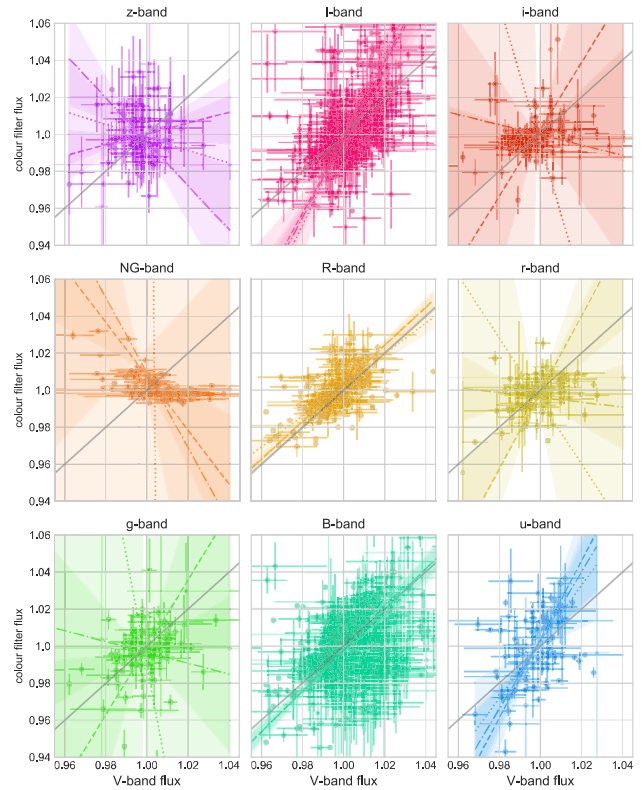 z-band I-band i-band
1.06
1.04
1.02
1.0
0.98
0.96
0.94
colour filter flux
NG-band R-band r-band
1.06
1.04
1.02
1.0
0.98
0.96
0.94
colour filter flux
g-band B-band u-band
1.06
1.04
1.02
1.0
0.98
0.96
0.94
colour filter flux
0.96 0.98 1.00 1.02 1.04 0.96 0.98 1.00 1.02 1.04 0.96 0.98 1.00 1.02 1.04
V-band flux V-band flux V-band flux